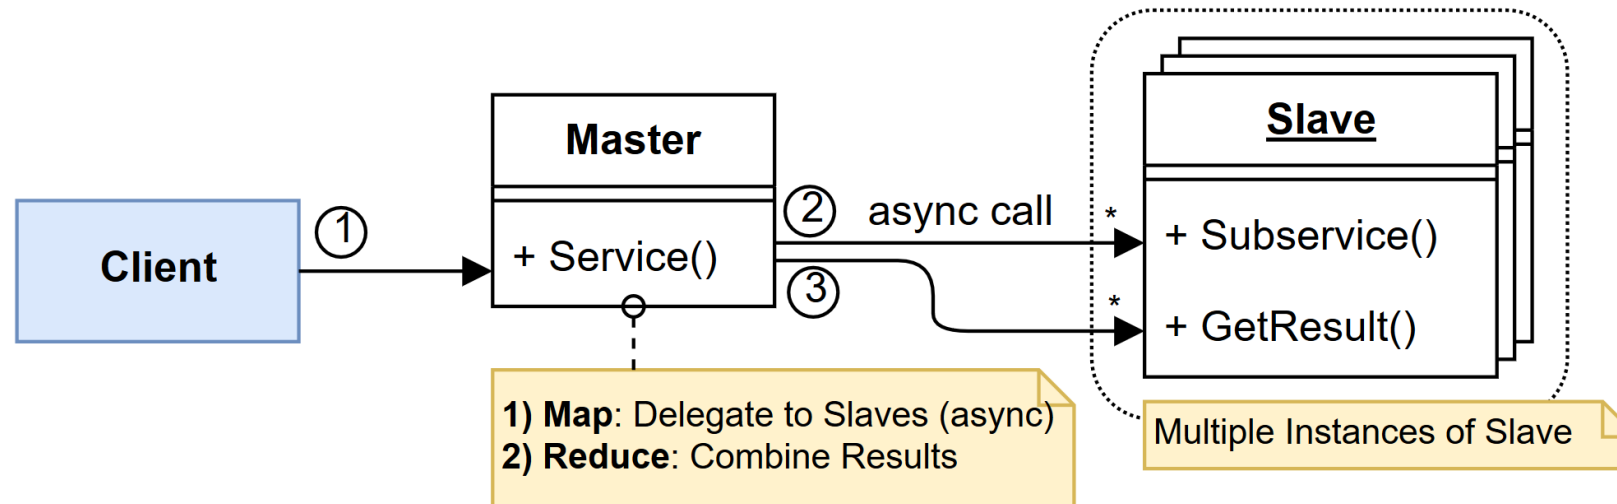 Client
1
Master
+ Service()
2
async call
*
3
*
Slave
+ Subservice()
+ GetResult()
1) Map: Delegate to Slaves (async)
2) Reduce: Combine Results
Multiple Instances of Slave